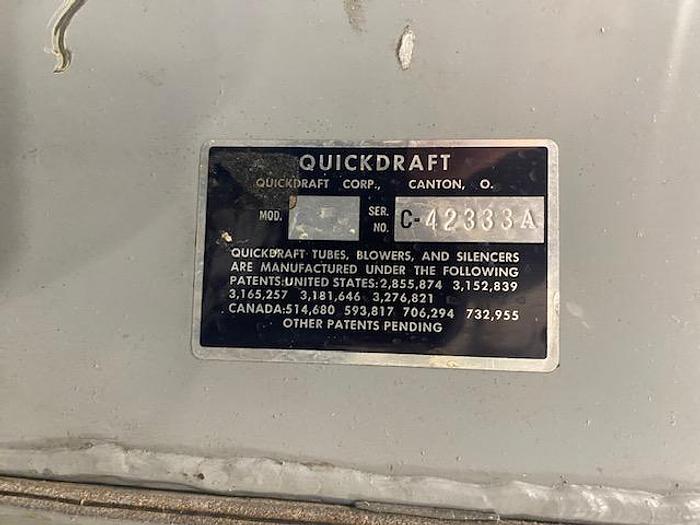 QUICKDRAFT
QUICKDRAFT CORP., CANTON, O.
MOD. SER. NO. C-42333A
QUICKDRAFT TUBES, BLOWERS, AND SILENCERS
ARE MANUFACTURED UNDER THE FOLLOWING
PATENTS:UNITED STATES:2,855,874 3,152,839
3,165,257 3,181,646 3,276,821
CANADA:514,680 593,817 706,294 732,955
OTHER PATENTS PENDING